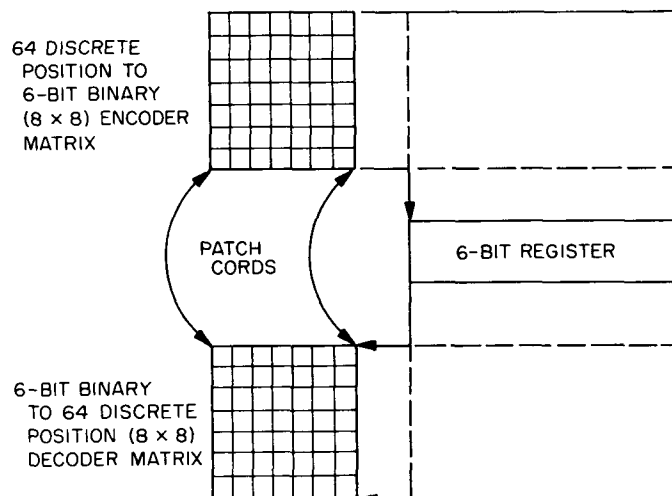 64 DISCRETE
POSITION TO
6-BIT BINARY
(8 × 8) ENCODER
MATRIX
PATCH
CORDS
6-BIT REGISTER
6-BIT BINARY
TO 64 DISCRETE
POSITION (8 × 8)
DECODER MATRIX